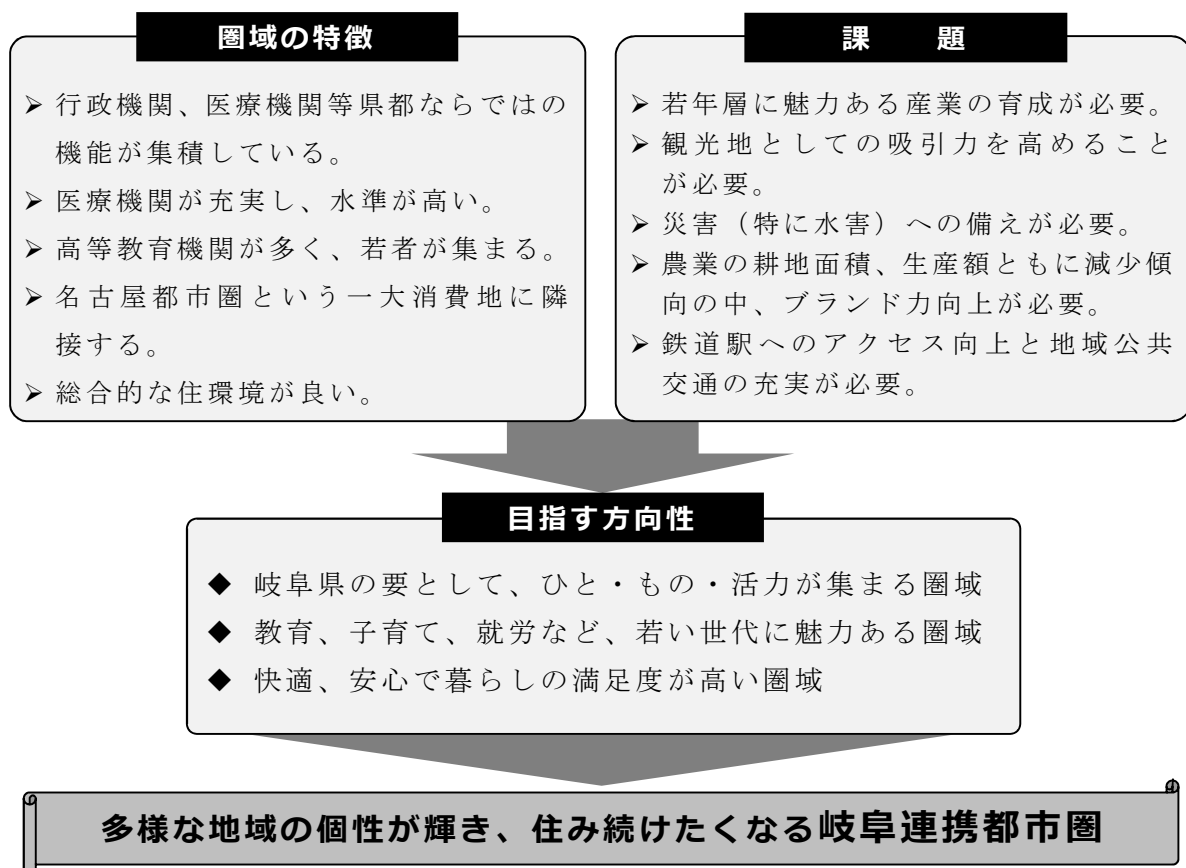 圏域の特徴
➢ 行政機関、医療機関等県都ならではの
機能が集積している。
➢ 医療機関が充実し、水準が高い。
➢ 高等教育機関が多く、若者が集まる。
➢ 名古屋都市圏という一大消費地に隣
接する。
➢ 総合的な住環境が良い。
課　題
➢ 若年層に魅力ある産業の育成が必要。
➢ 観光地としての吸引力を高めること
が必要。
➢ 災害（特に水害）への備えが必要。
➢ 農業の耕地面積、生産額ともに減少傾
向の中、ブランド力向上が必要。
➢ 鉄道駅へのアクセス向上と地域公共
交通の充実が必要。
目指す方向性
◆ 岐阜県の要として、ひと・もの・活力が集まる圏域
◆ 教育、子育て、就労など、若い世代に魅力ある圏域
◆ 快適、安心で暮らしの満足度が高い圏域
多様な地域の個性が輝き、住み続けたくなる岐阜連携都市圏